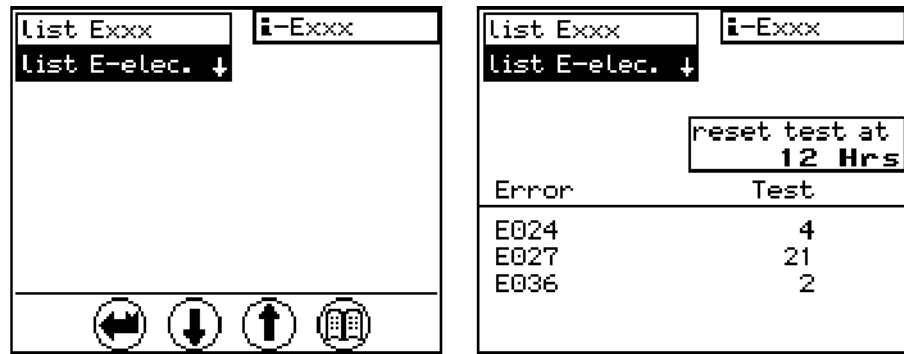 list Exxx
i-Exxx
list E-elec. ↓
list Exxx
i-Exxx
list E-elec. ↓
reset test at
12 Hrs
Error Test
E024 4
E027 21
E036 2